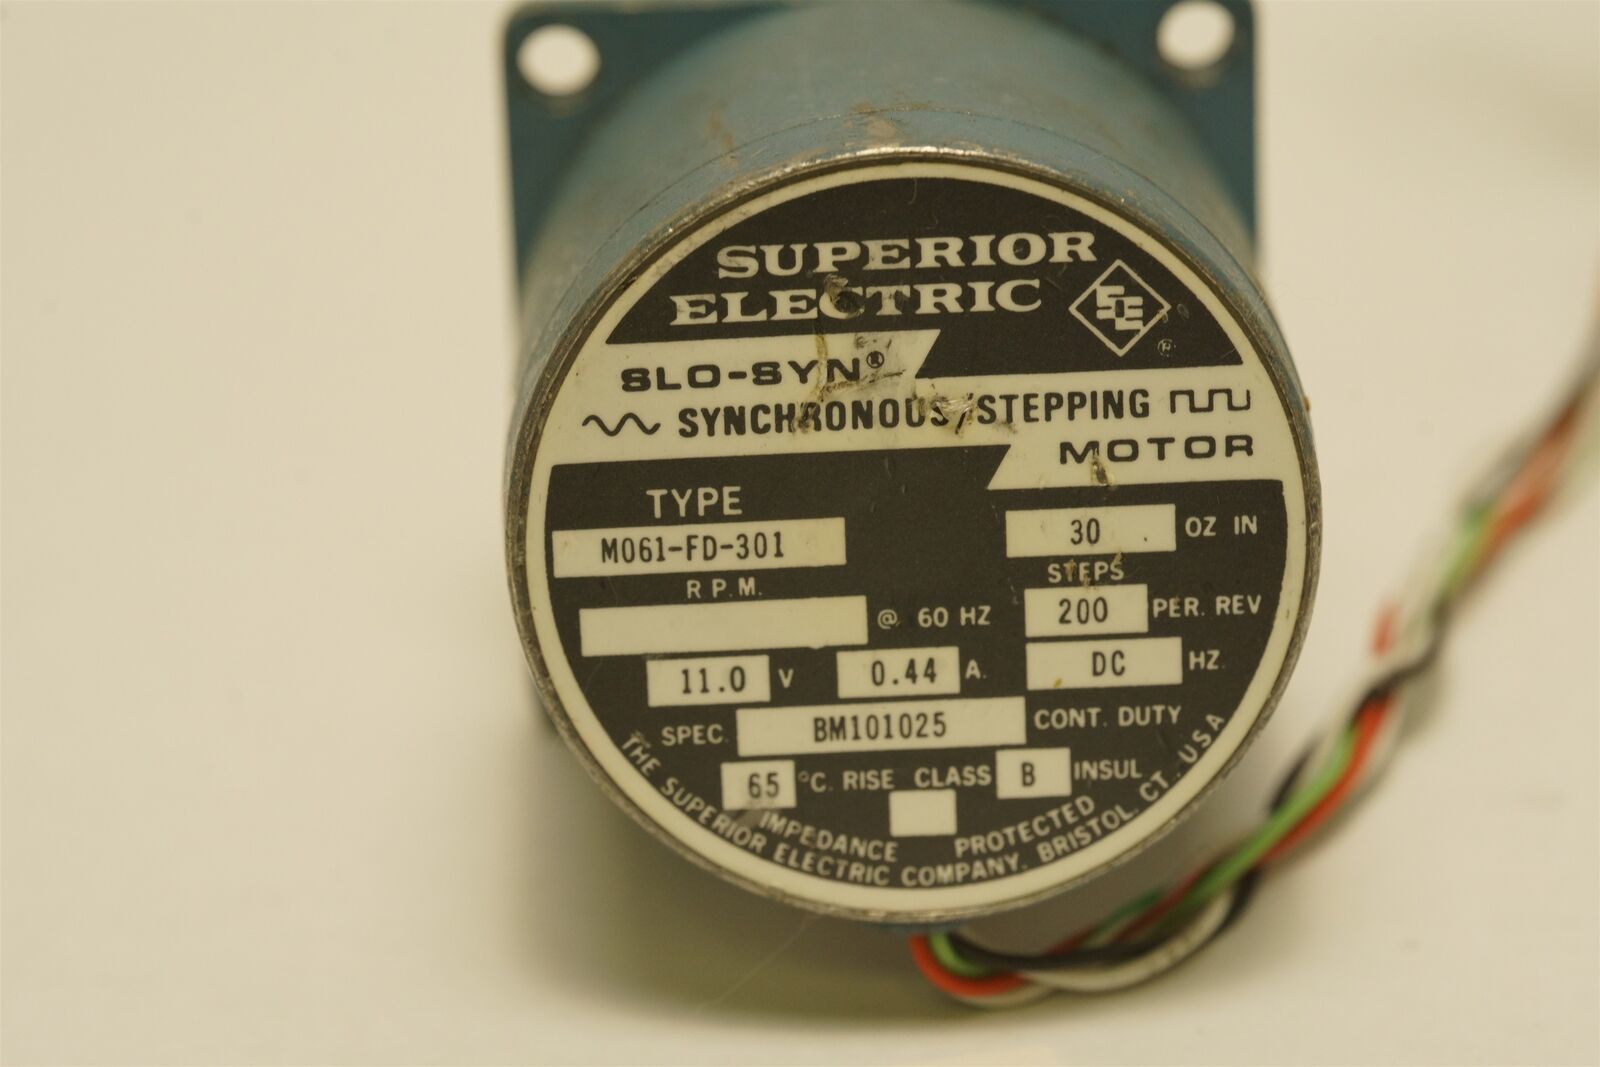 SUPERIOR
ELECTRIC
®
SLO-SYN®
SYNCHRONOUS/STEPPING
MOTOR
TYPE
M061-FD-301
30 OZ IN
R.P.M.
@ 60 HZ
STEPS
200 PER. REV
11.0 V 0.44 A. DC HZ.
SPEC. BM101025 CONT. DUTY
65 °C. RISE CLASS B INSUL
IMPEDANCE PROTECTED
THE SUPERIOR ELECTRIC COMPANY, BRISTOL, CT., USA